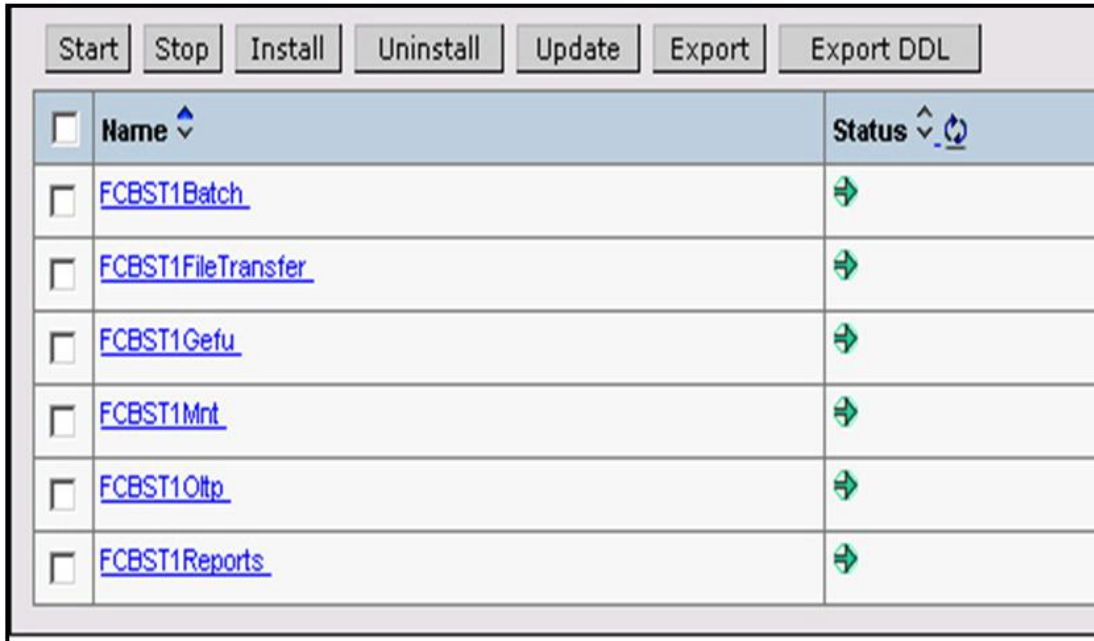 Start Stop Install Uninstall Update Export Export DDL
Name Status
FCBST1Batch
FCBST1FileTransfer
FCBST1Gefu
FCBST1Mnt
FCBST1Oltp
FCBST1Reports